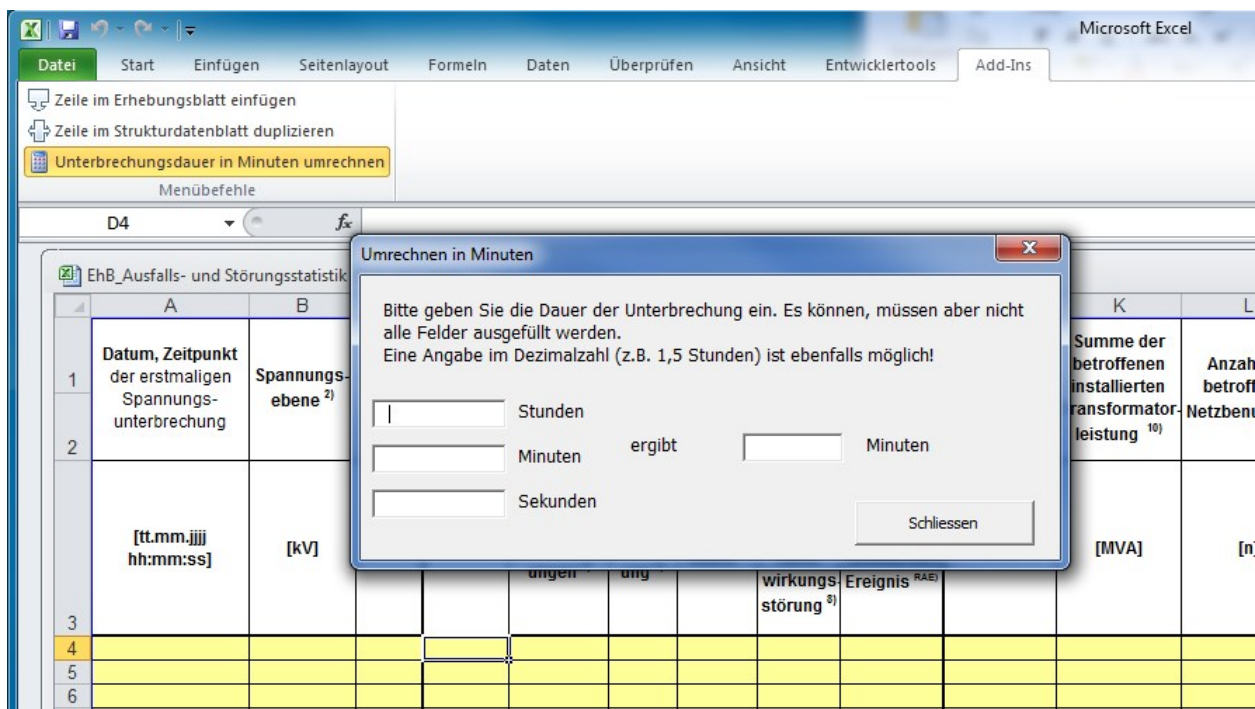 Microsoft Excel
Datei Start Einfügen Seitenlayout Formeln Daten Überprüfen Ansicht Entwicklertools Add-Ins
Zeile im Erhebungsblatt einfügen
Zeile im Strukturdatenblatt duplizieren
Unterbrechungsdauer in Minuten umrechnen
Menübefehle
D4 fx
Umrechnen in Minuten
x
EhB_Ausfalls- und Störungsstatistik
A B K L
Bitte geben Sie die Dauer der Unterbrechung ein. Es können, müssen aber nicht
alle Felder ausgefüllt werden.
Eine Angabe im Dezimalzahl (z.B. 1,5 Stunden) ist ebenfalls möglich!
Stunden
Minuten ergibt Minuten
Sekunden
Schliessen
1
Datum, Zeitpunkt
der erstmaligen
Spannungs-
unterbrechung
Spannungs-
ebene 2)
Summe der
betroffenen
installierten
ransformator-
leistung 10)
Anzah
betroff
Netzbenu
2
[tt.mm.jjjj
hh:mm:ss]
[kV]
ungen
ung
wirkungs-
störung 8)
Ereignis RAE)
[MVA]
[n]
3
4
5
6